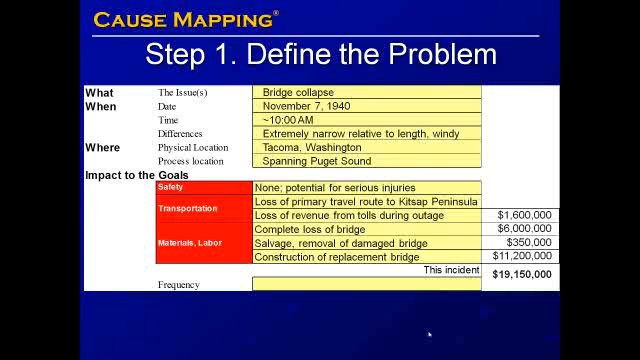 CAUSE MAPPING®
Step 1. Define the Problem
What The Issue(s) Bridge collapse
When Date November 7, 1940
Time ~10:00 AM
Differences Extremely narrow relative to length, windy
Where Physical Location Tacoma, Washington
Process location Spanning Puget Sound
Impact to the Goals
Safety None; potential for serious injuries
Transportation Loss of primary travel route to Kitsap Peninsula
Loss of revenue from tolls during outage $1,600,000
Complete loss of bridge $6,000,000
Materials, Labor Salvage, removal of damaged bridge $350,000
Construction of replacement bridge $11,200,000
This incident $19,150,000
Frequency